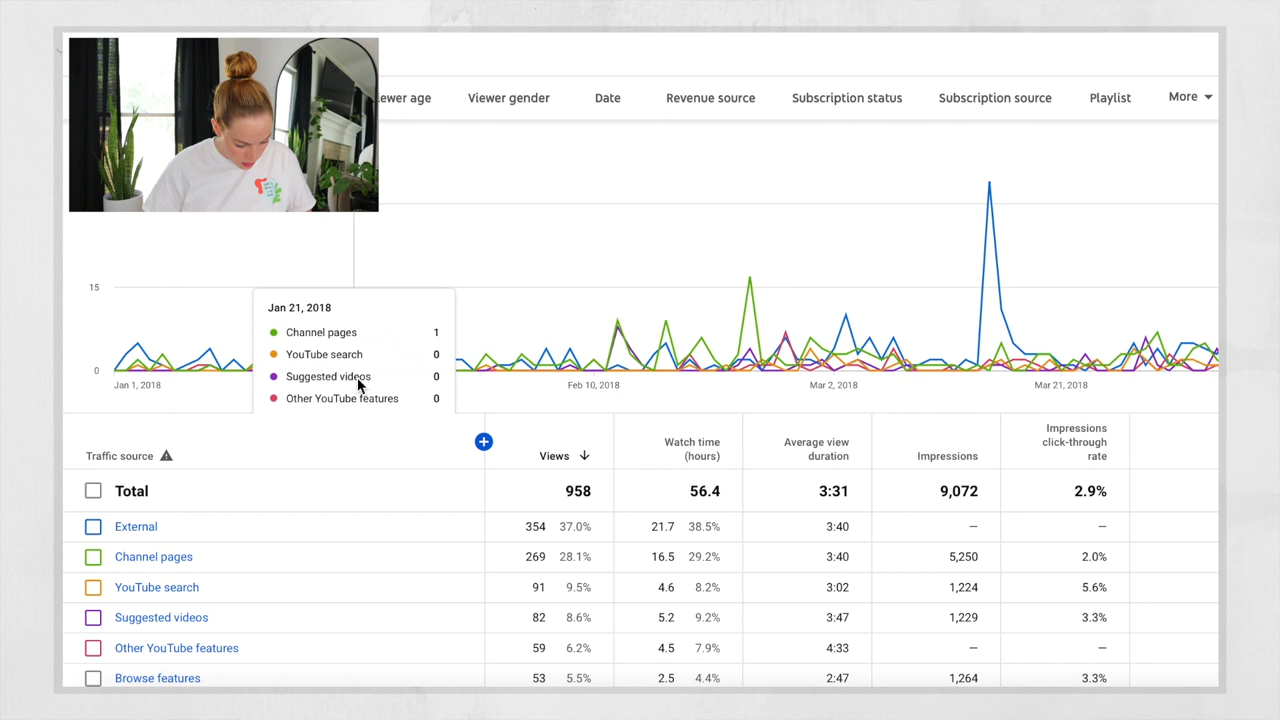 ewer age Viewer gender Date Revenue source Subscription status Subscription source Playlist More
15
0
Jan 21, 2018
Channel pages 1
YouTube search 0
Suggested videos 0
Other YouTube features 0
Jan 1, 2018 Feb 10, 2018 Mar 2, 2018 Mar 21, 2018
Traffic source Views Watch time (hours) Average view duration Impressions Impressions click-through rate
Total 958 56.4 3:31 9,072 2.9%
External 354 37.0% 21.7 38.5% 3:40 — —
Channel pages 269 28.1% 16.5 29.2% 3:40 5,250 2.0%
YouTube search 91 9.5% 4.6 8.2% 3:02 1,224 5.6%
Suggested videos 82 8.6% 5.2 9.2% 3:47 1,229 3.3%
Other YouTube features 59 6.2% 4.5 7.9% 4:33 — —
Browse features 53 5.5% 2.5 4.4% 2:47 1,264 3.3%